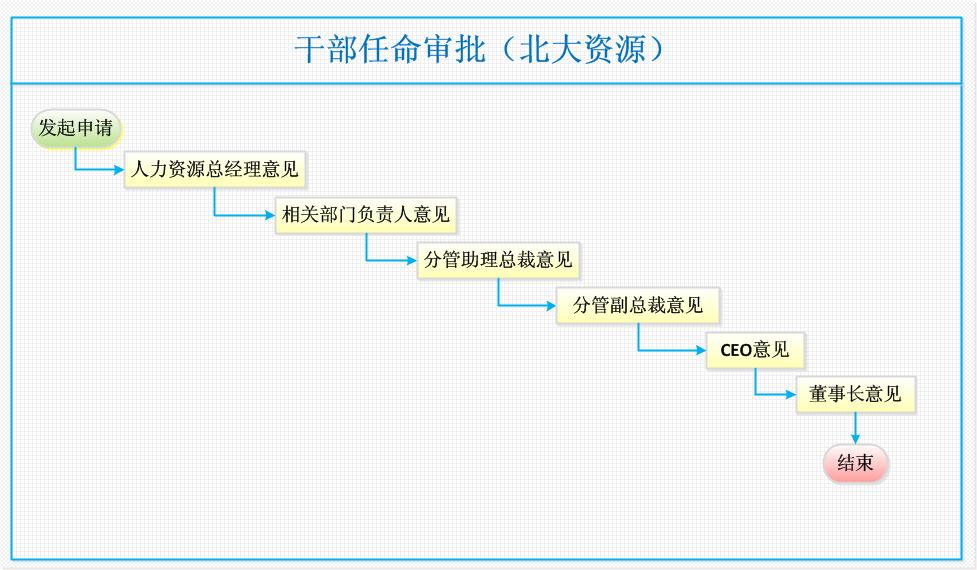 干部任命审批（北大资源）
发起申请
人力资源总经理意见
相关部门负责人意见
分管助理总裁意见
分管副总裁意见
CEO意见
董事长意见
结束